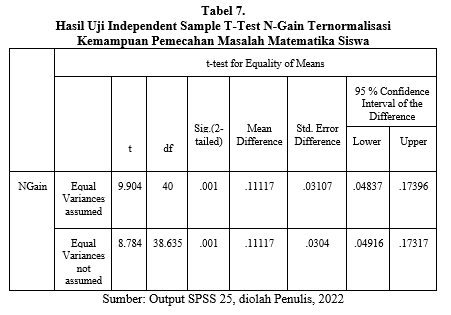 Tabel 7.
Hasil Uji Independent Sample T-Test N-Gain Ternormalisasi
Kemampuan Pemecahan Masalah Matematika Siswa
t-test for Equality of Means
95 % Confidence
Interval of the
Difference
t df Sig.(2-
tailed) Mean
Difference Std. Error
Difference Lower Upper
NGain Equal
Variances
assumed 9.904 40 .001 .11117 .03107 .04837 .17396
Equal
Variances
not
assumed 8.784 38.635 .001 .11117 .0304 .04916 .17317
Sumber: Output SPSS 25, diolah Penulis, 2022